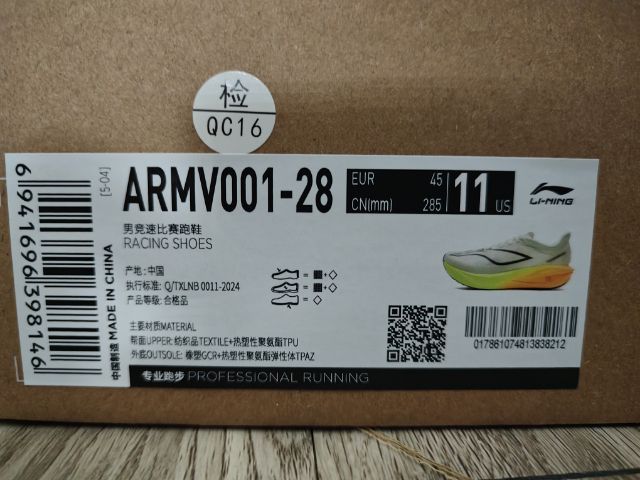 检
QC16
6941696398146
[5-04]
中国制造 MADE IN CHINA
ARMV001-28
EUR 45
CN(mm) 285
11 US
LI-NING
男竞速比赛跑鞋
RACING SHOES
产地: 中国
执行标准: Q/TXLNB 0011-2024
产品等级: 合格品
主要材质MATERIAL
帮面UPPER: 纺织品TEXTILE+热塑性聚氨酯TPU
外底OUTSOLE: 橡塑GCR+热塑性聚氨酯弹性体TPAZ
017861074813838212
专业跑步 PROFESSIONAL RUNNING